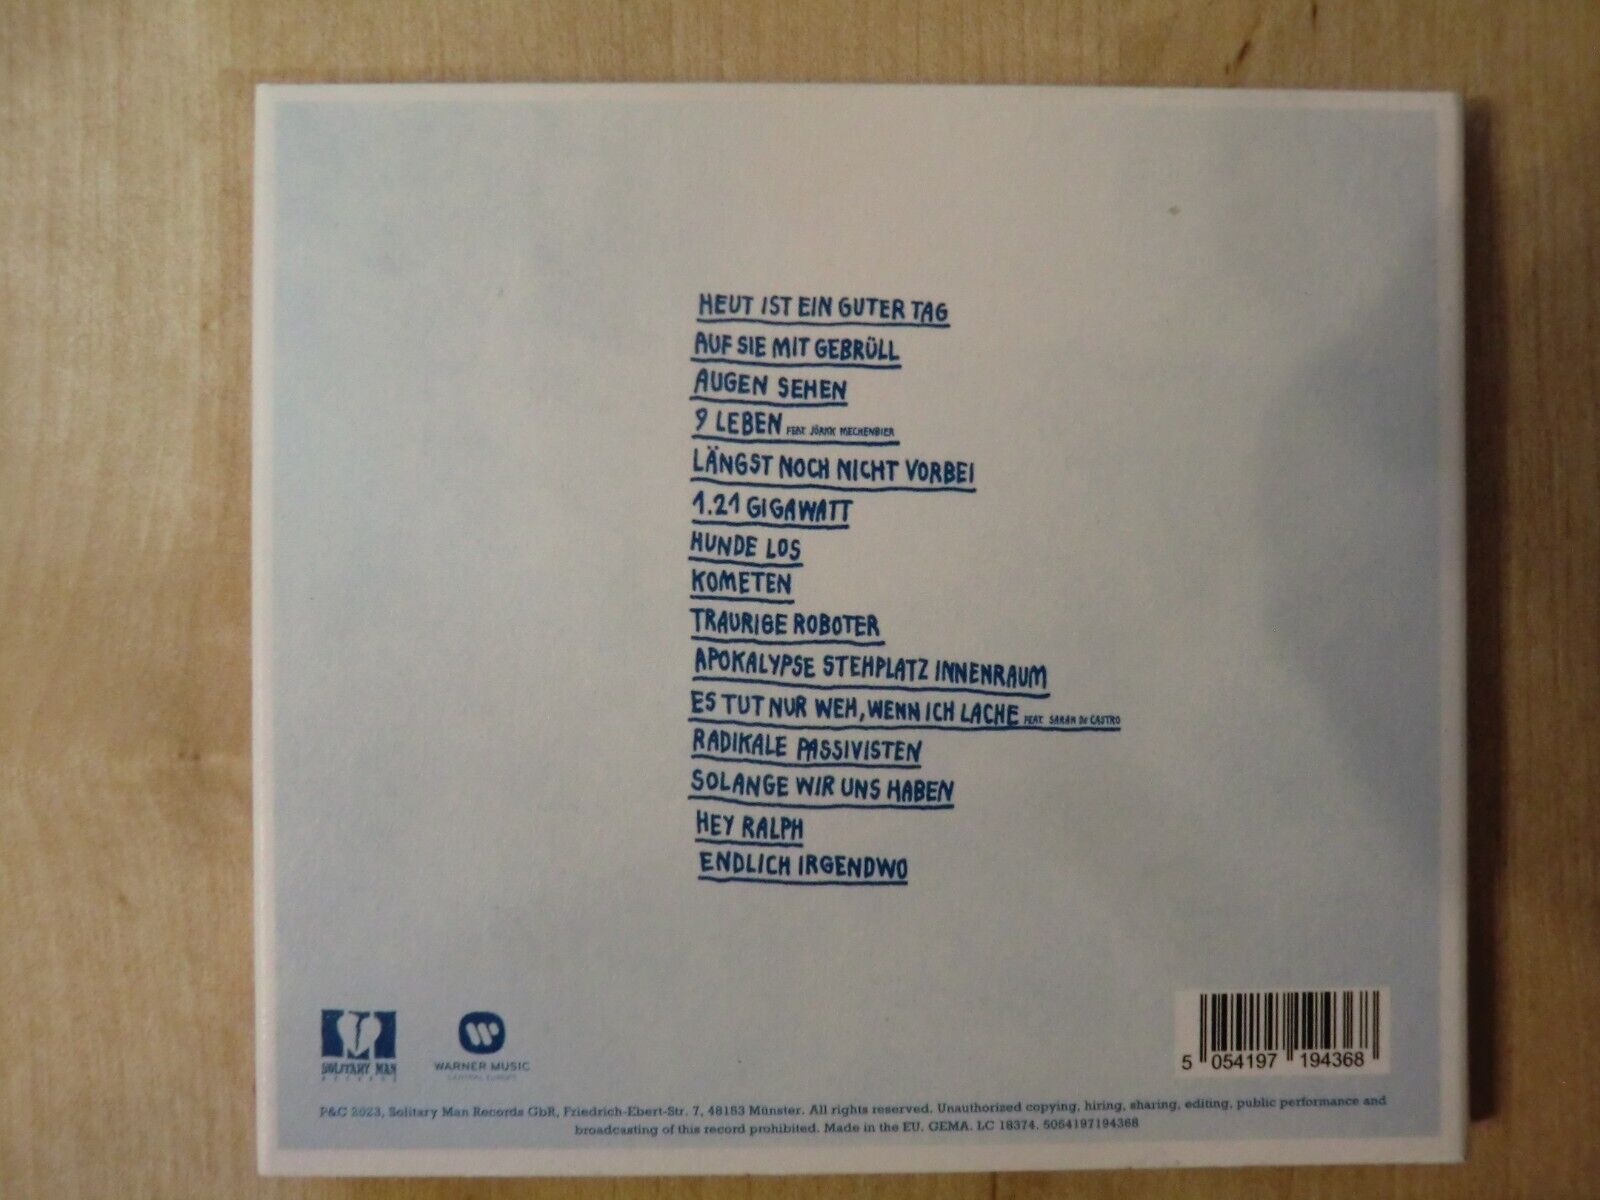 HEUT IST EIN GUTER TAG
AUF SIE MIT GEBRÜLL
AUGEN SEHEN
9 LEBEN FEAT. JÖRKK MECHENBIER
LÄNGST NOCH NICHT VORBEI
1.21 GIGAWATT
HUNDE LOS
KOMETEN
TRAURIGE ROBOTER
APOKALYPSE STEHPLATZ INNENRAUM
ES TUT NUR WEH, WENN ICH LACHE FEAT. SARAH DE CASTRO
RADIKALE PASSIVISTEN
SOLANGE WIR UNS HABEN
HEY RALPH
ENDLICH IRGENDWO
SOLITARY MAN
RECORDS
WARNER MUSIC
CENTRAL EUROPE
5 054197 194368
P&C 2023, Solitary Man Records GbR, Friedrich-Ebert-Str. 7, 48153 Münster. All rights reserved. Unauthorized copying, hiring, sharing, editing, public performance and
broadcasting of this record prohibited. Made in the EU. GEMA. LC 18374. 5054197194368